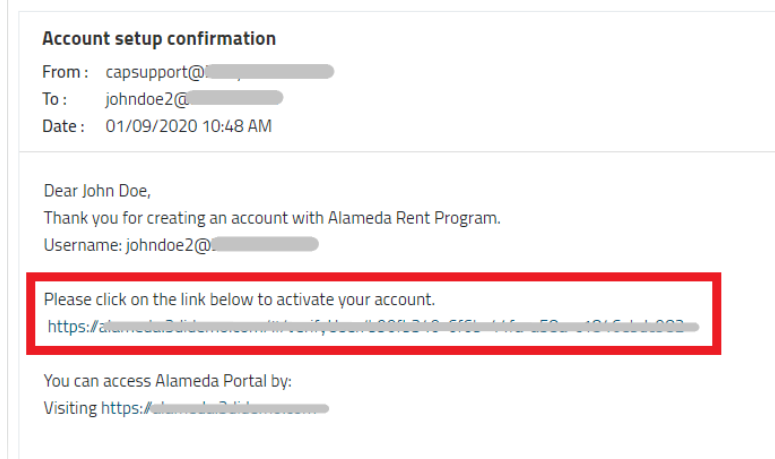 Account setup confirmation
From : capsupport@
To : johndoe2@
Date : 01/09/2020 10:48 AM
Dear John Doe,
Thank you for creating an account with Alameda Rent Program.
Username: johndoe2@
Please click on the link below to activate your account.
https://
You can access Alameda Portal by:
Visiting https://